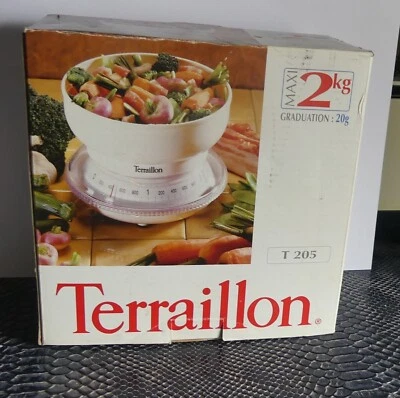 MAXI 2kg
GRADUATION : 20g
Terraillon
T 205
Terraillon®